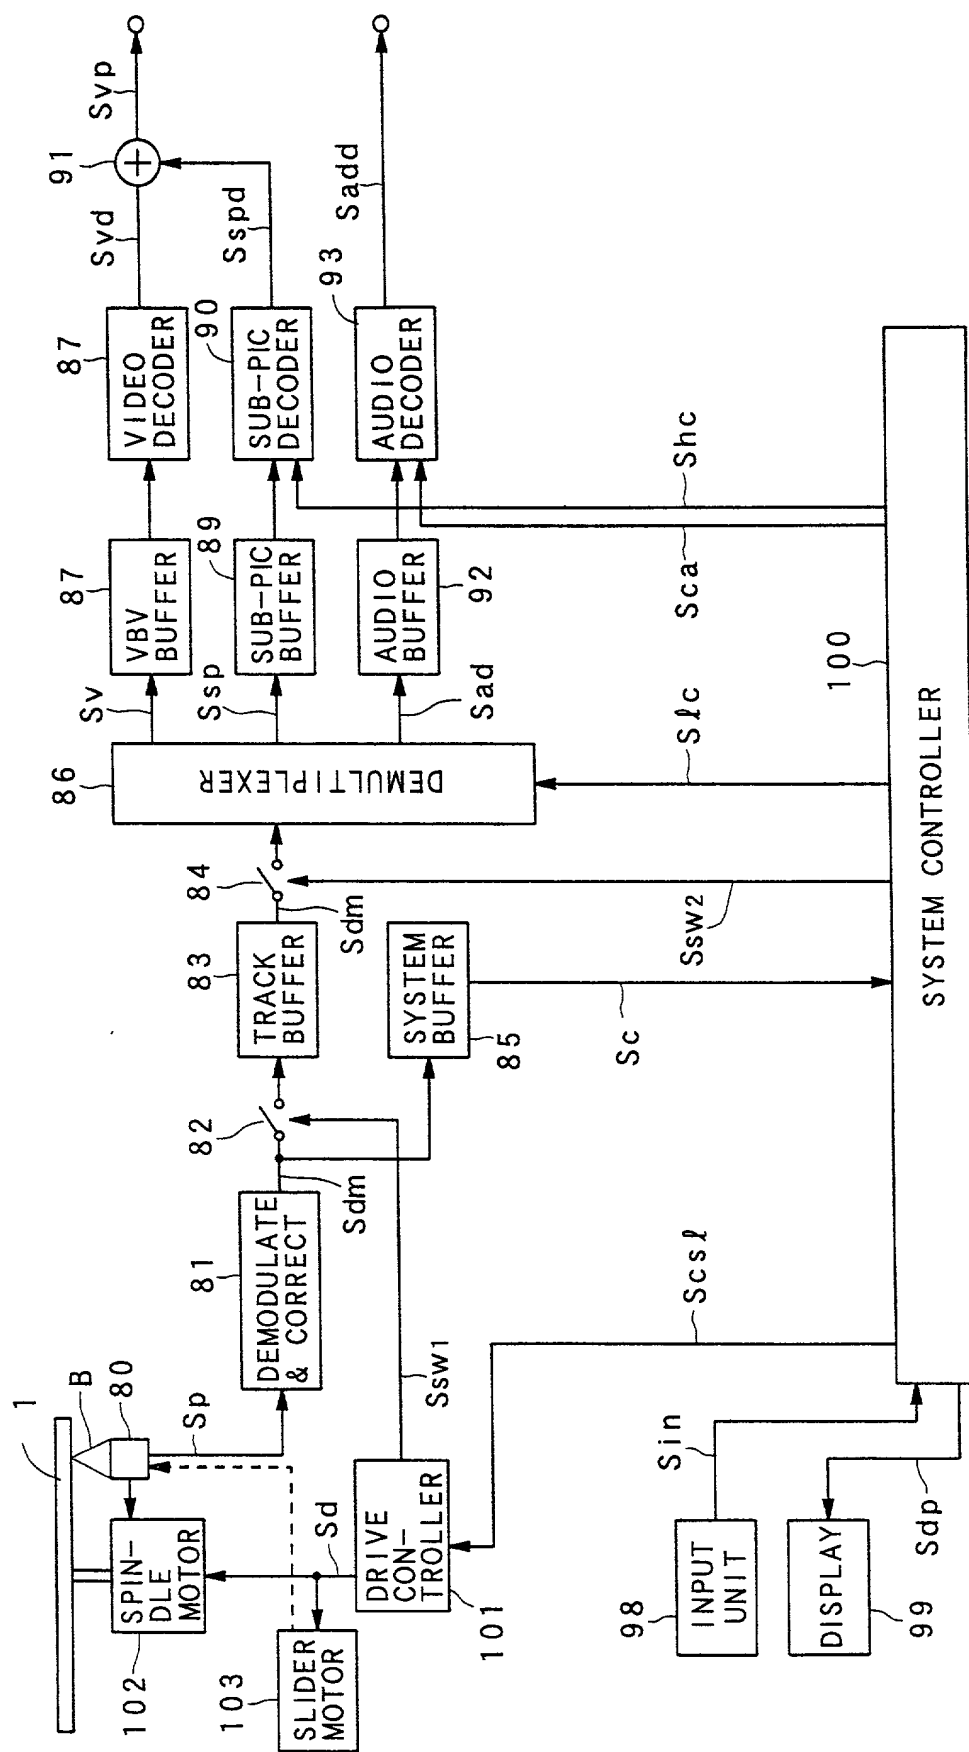 1
B
80
SPIN-
DLE
MOTOR
102
SLIDER
MOTOR
103
Sp
Sd
DRIVE
CON-
TROLLER
101
DEMODULATE
& CORRECT
81
Sdm
Ssw1
82
TRACK
BUFFER
83
Sdm
84
SYSTEM
BUFFER
85
DEMULTIPLEXER
86
Sv
Ssp
Sad
VBV
BUFFER
87
SUB-PIC
BUFFER
89
AUDIO
BUFFER
92
VIDEO
DECODER
87
SUB-PIC
DECODER
90
AUDIO
DECODER
93
Svd
Sspd
91
+
Svp
Sadd
INPUT
UNIT
98
DISPLAY
99
Sin
Sdp
Scsℓ
Sc
Ssw2
Sℓc
Sca
Shc
SYSTEM CONTROLLER
100